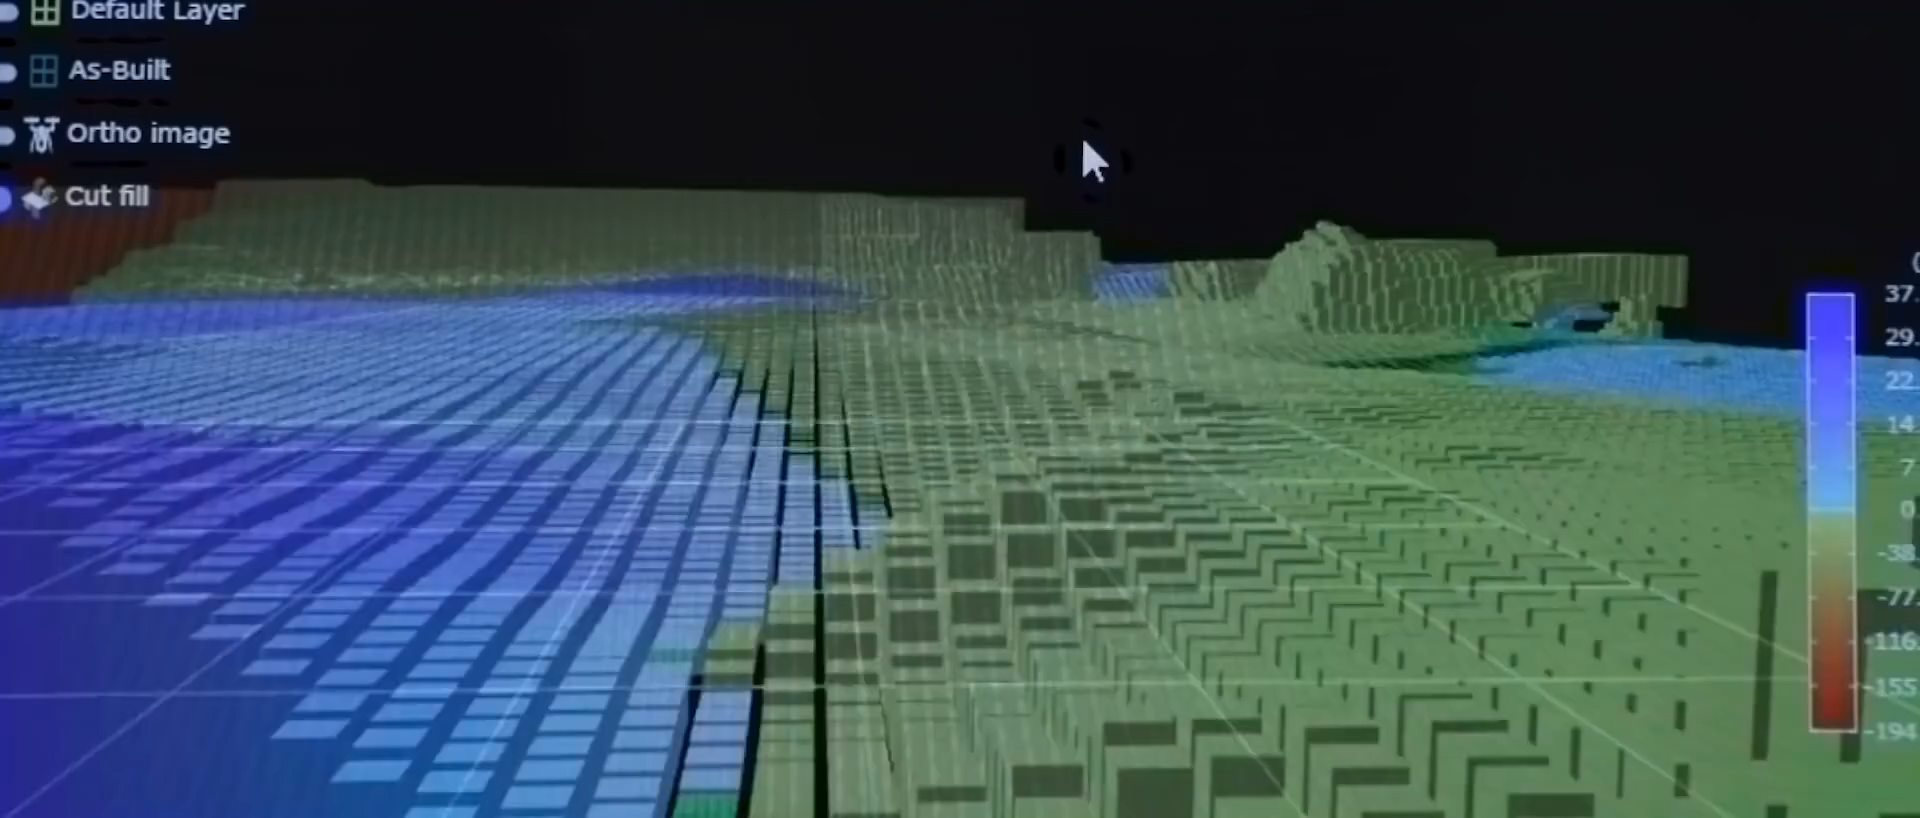 Default Layer
As-Built
Ortho image
Cut fill
37.
29.
22.
14
7
0
-38
-77
-116
-155
-194